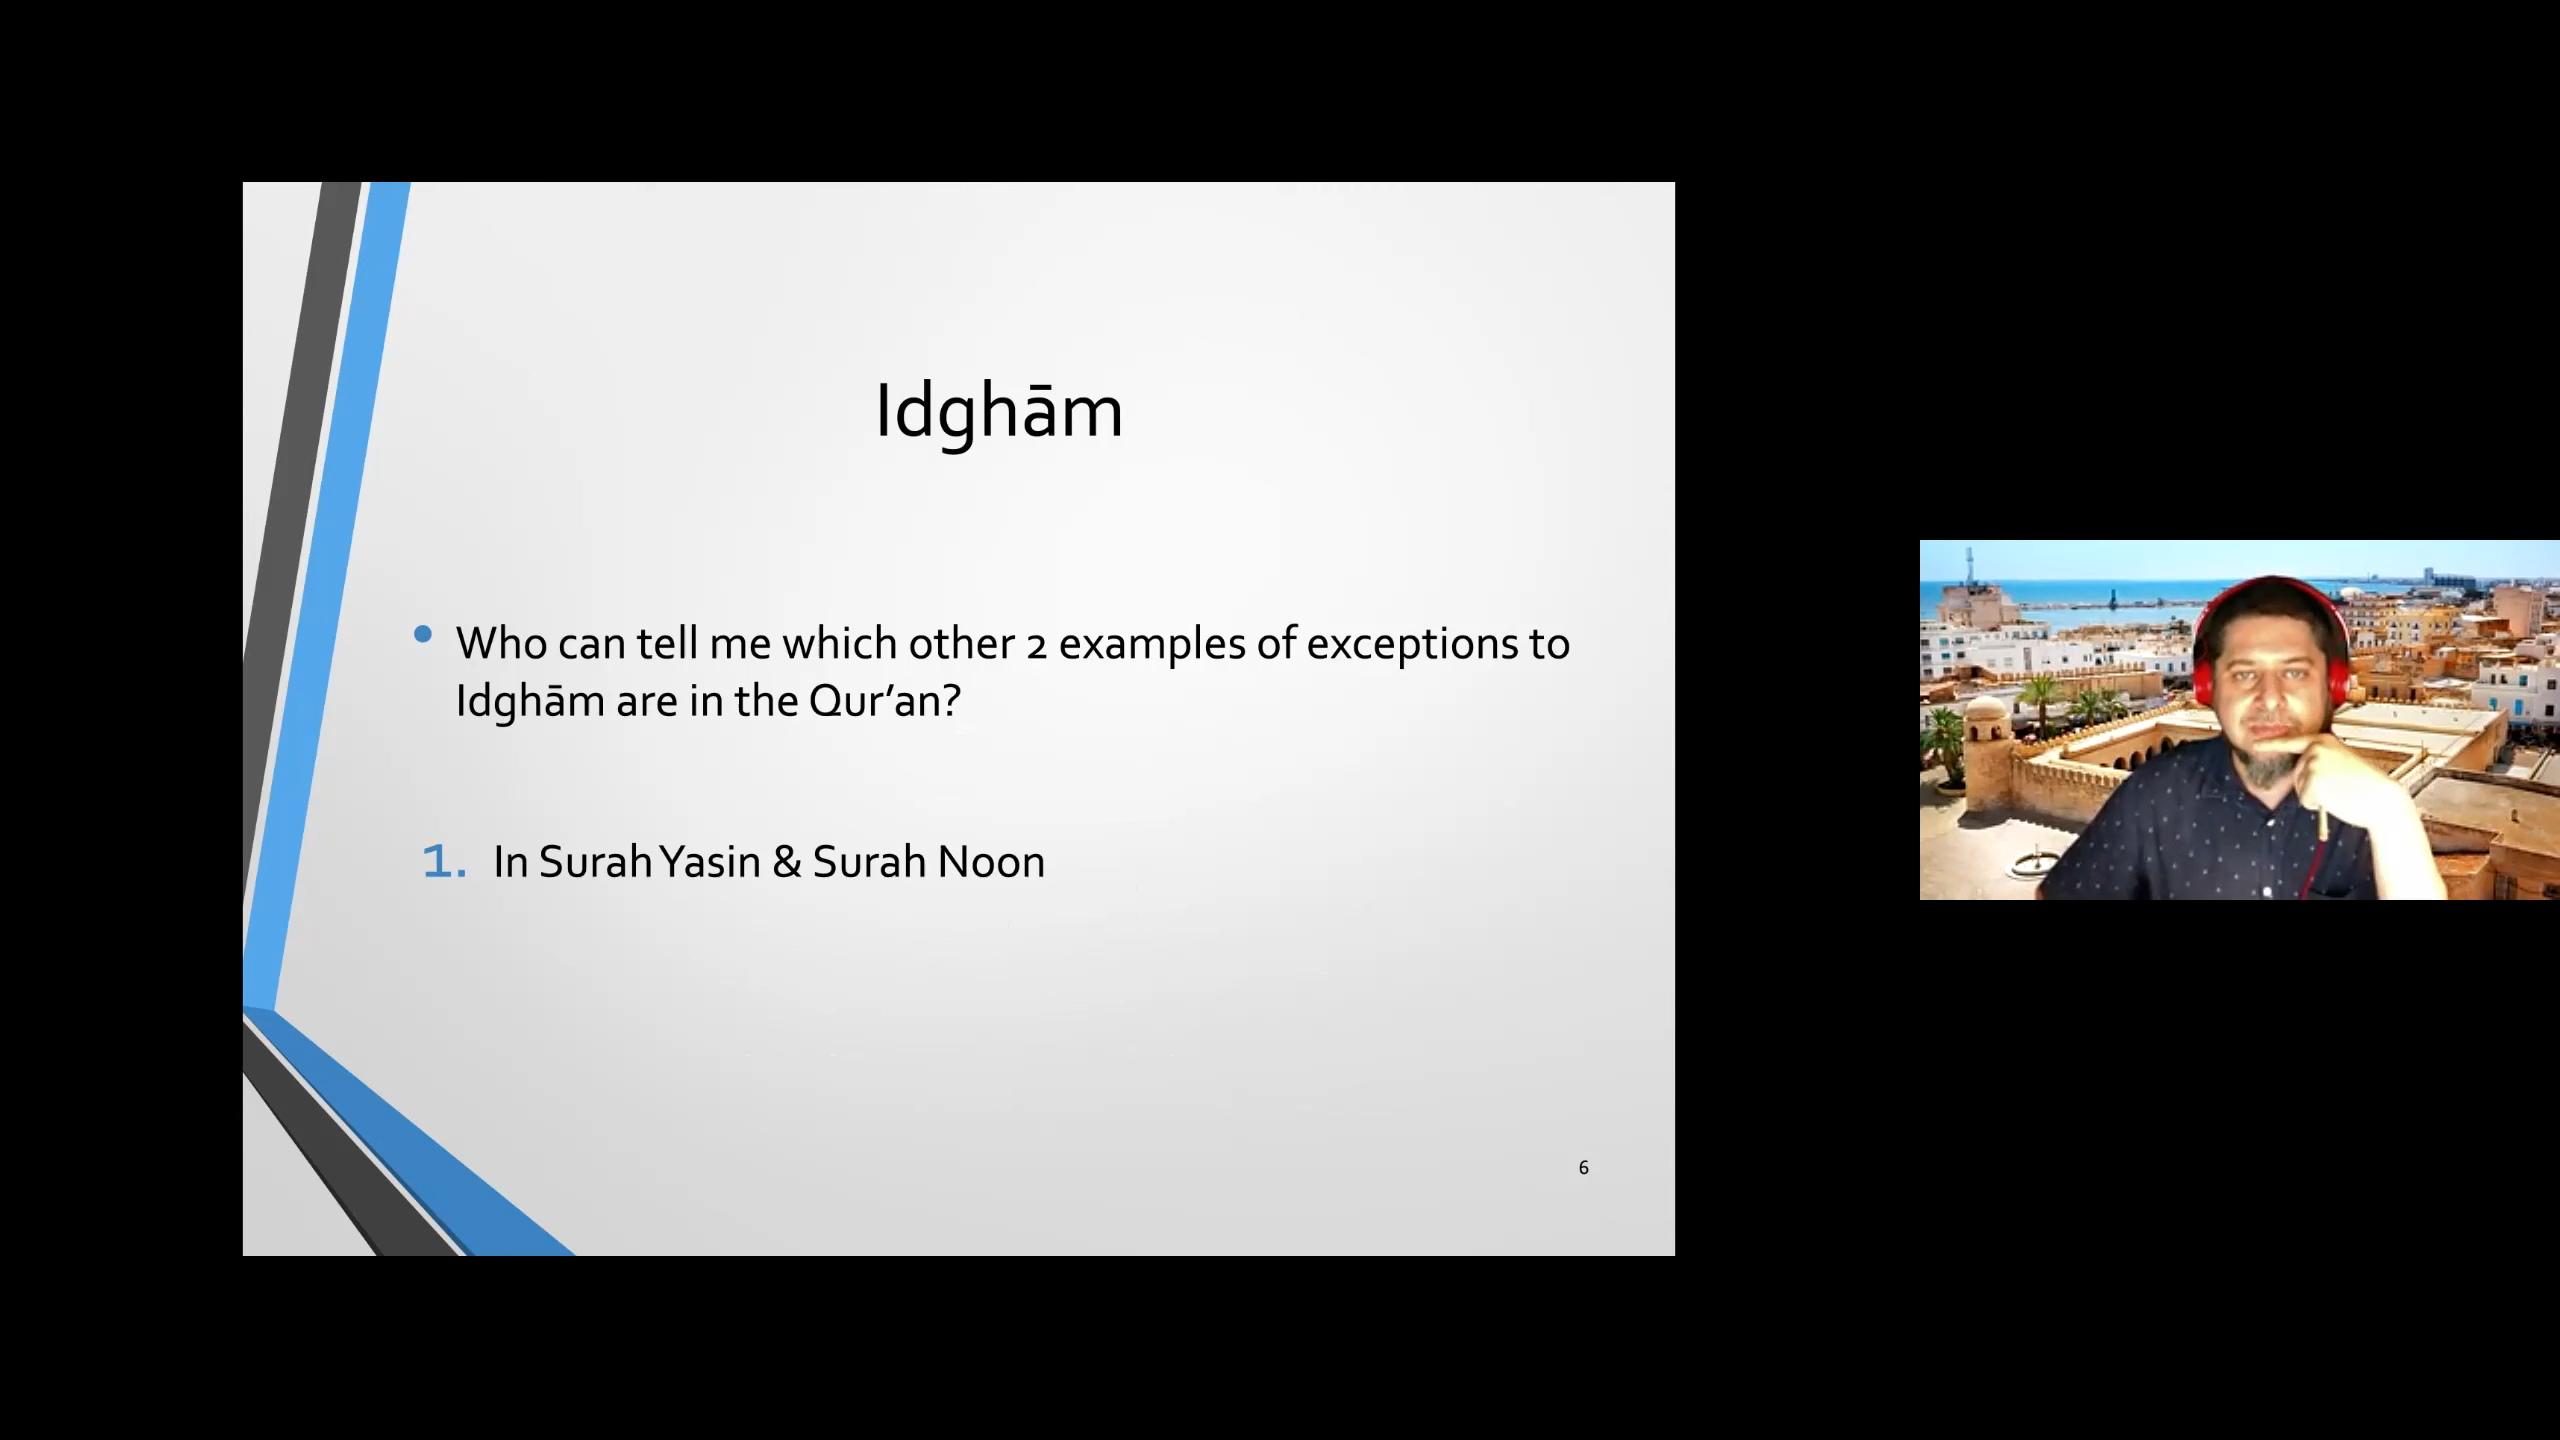 Idghām
• Who can tell me which other 2 examples of exceptions to
Idghām are in the Qur’an?
1. In Surah Yasin & Surah Noon
6